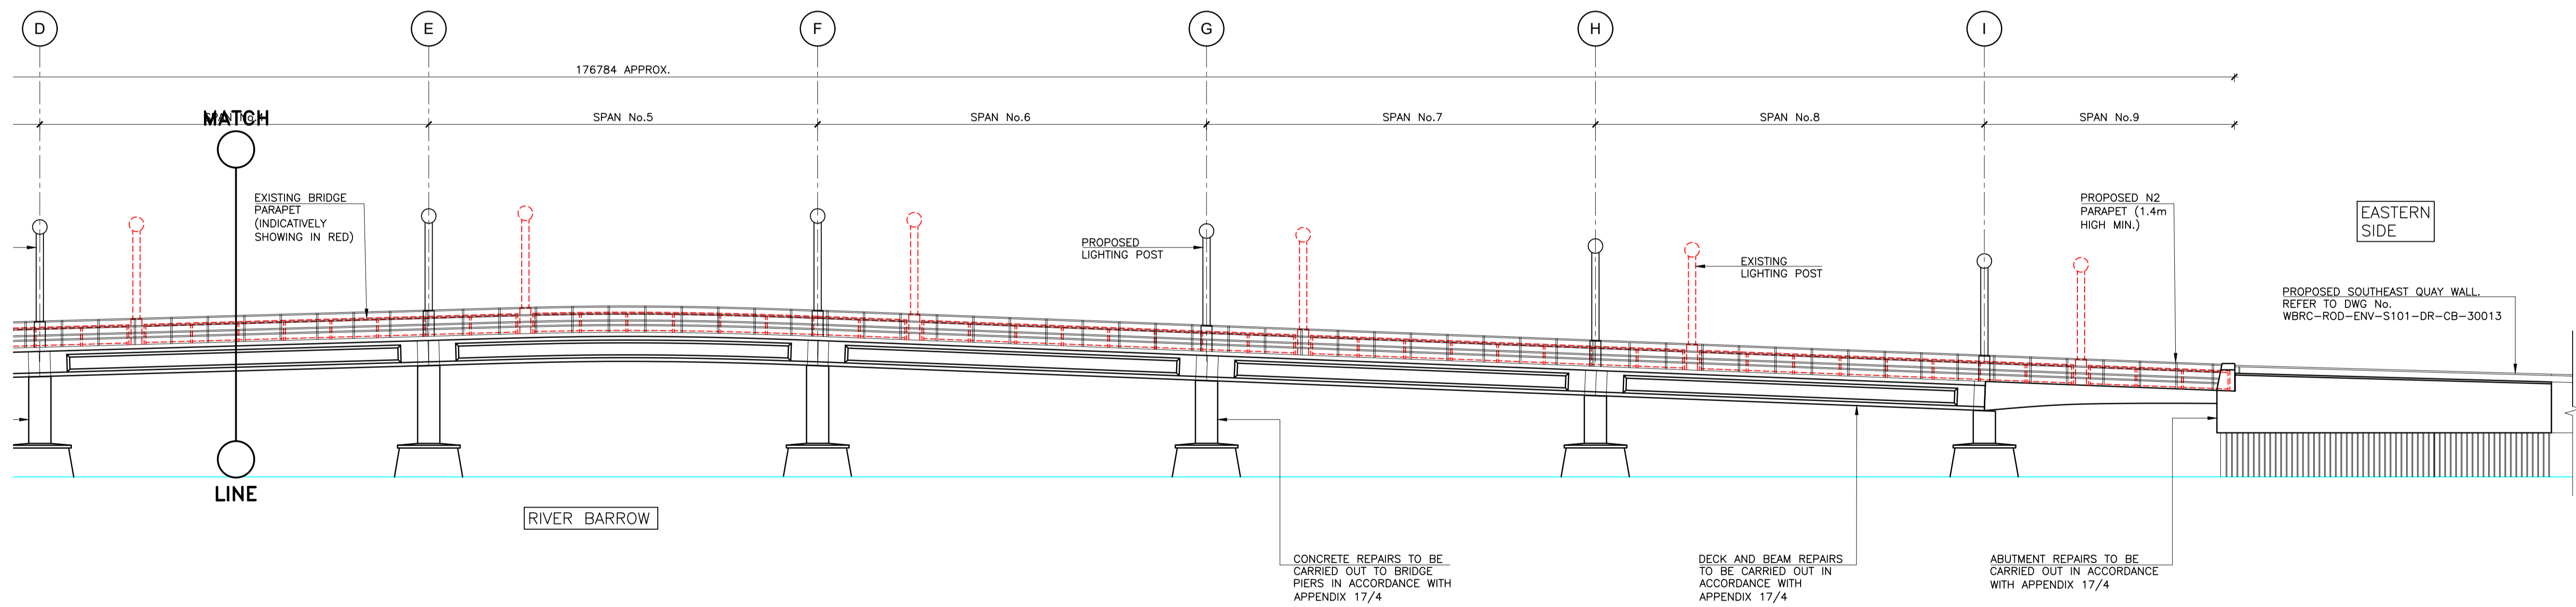 D
E
F
G
H
I
176784 APPROX.
MATCH
SPAN No.4
SPAN No.5
SPAN No.6
SPAN No.7
SPAN No.8
SPAN No.9
EXISTING BRIDGE
PARAPET
(INDICATIVELY
SHOWING IN RED)
PROPOSED
LIGHTING POST
EXISTING
LIGHTING POST
PROPOSED N2
PARAPET (1.4m
HIGH MIN.)
EASTERN
SIDE
PROPOSED SOUTHEAST QUAY WALL.
REFER TO DWG No.
WBRC-ROD-ENV-S101-DR-CB-30013
LINE
RIVER BARROW
CONCRETE REPAIRS TO BE
CARRIED OUT TO BRIDGE
PIERS IN ACCORDANCE WITH
APPENDIX 17/4
DECK AND BEAM REPAIRS
TO BE CARRIED OUT IN
ACCORDANCE WITH
APPENDIX 17/4
ABUTMENT REPAIRS TO BE
CARRIED OUT IN ACCORDANCE
WITH APPENDIX 17/4